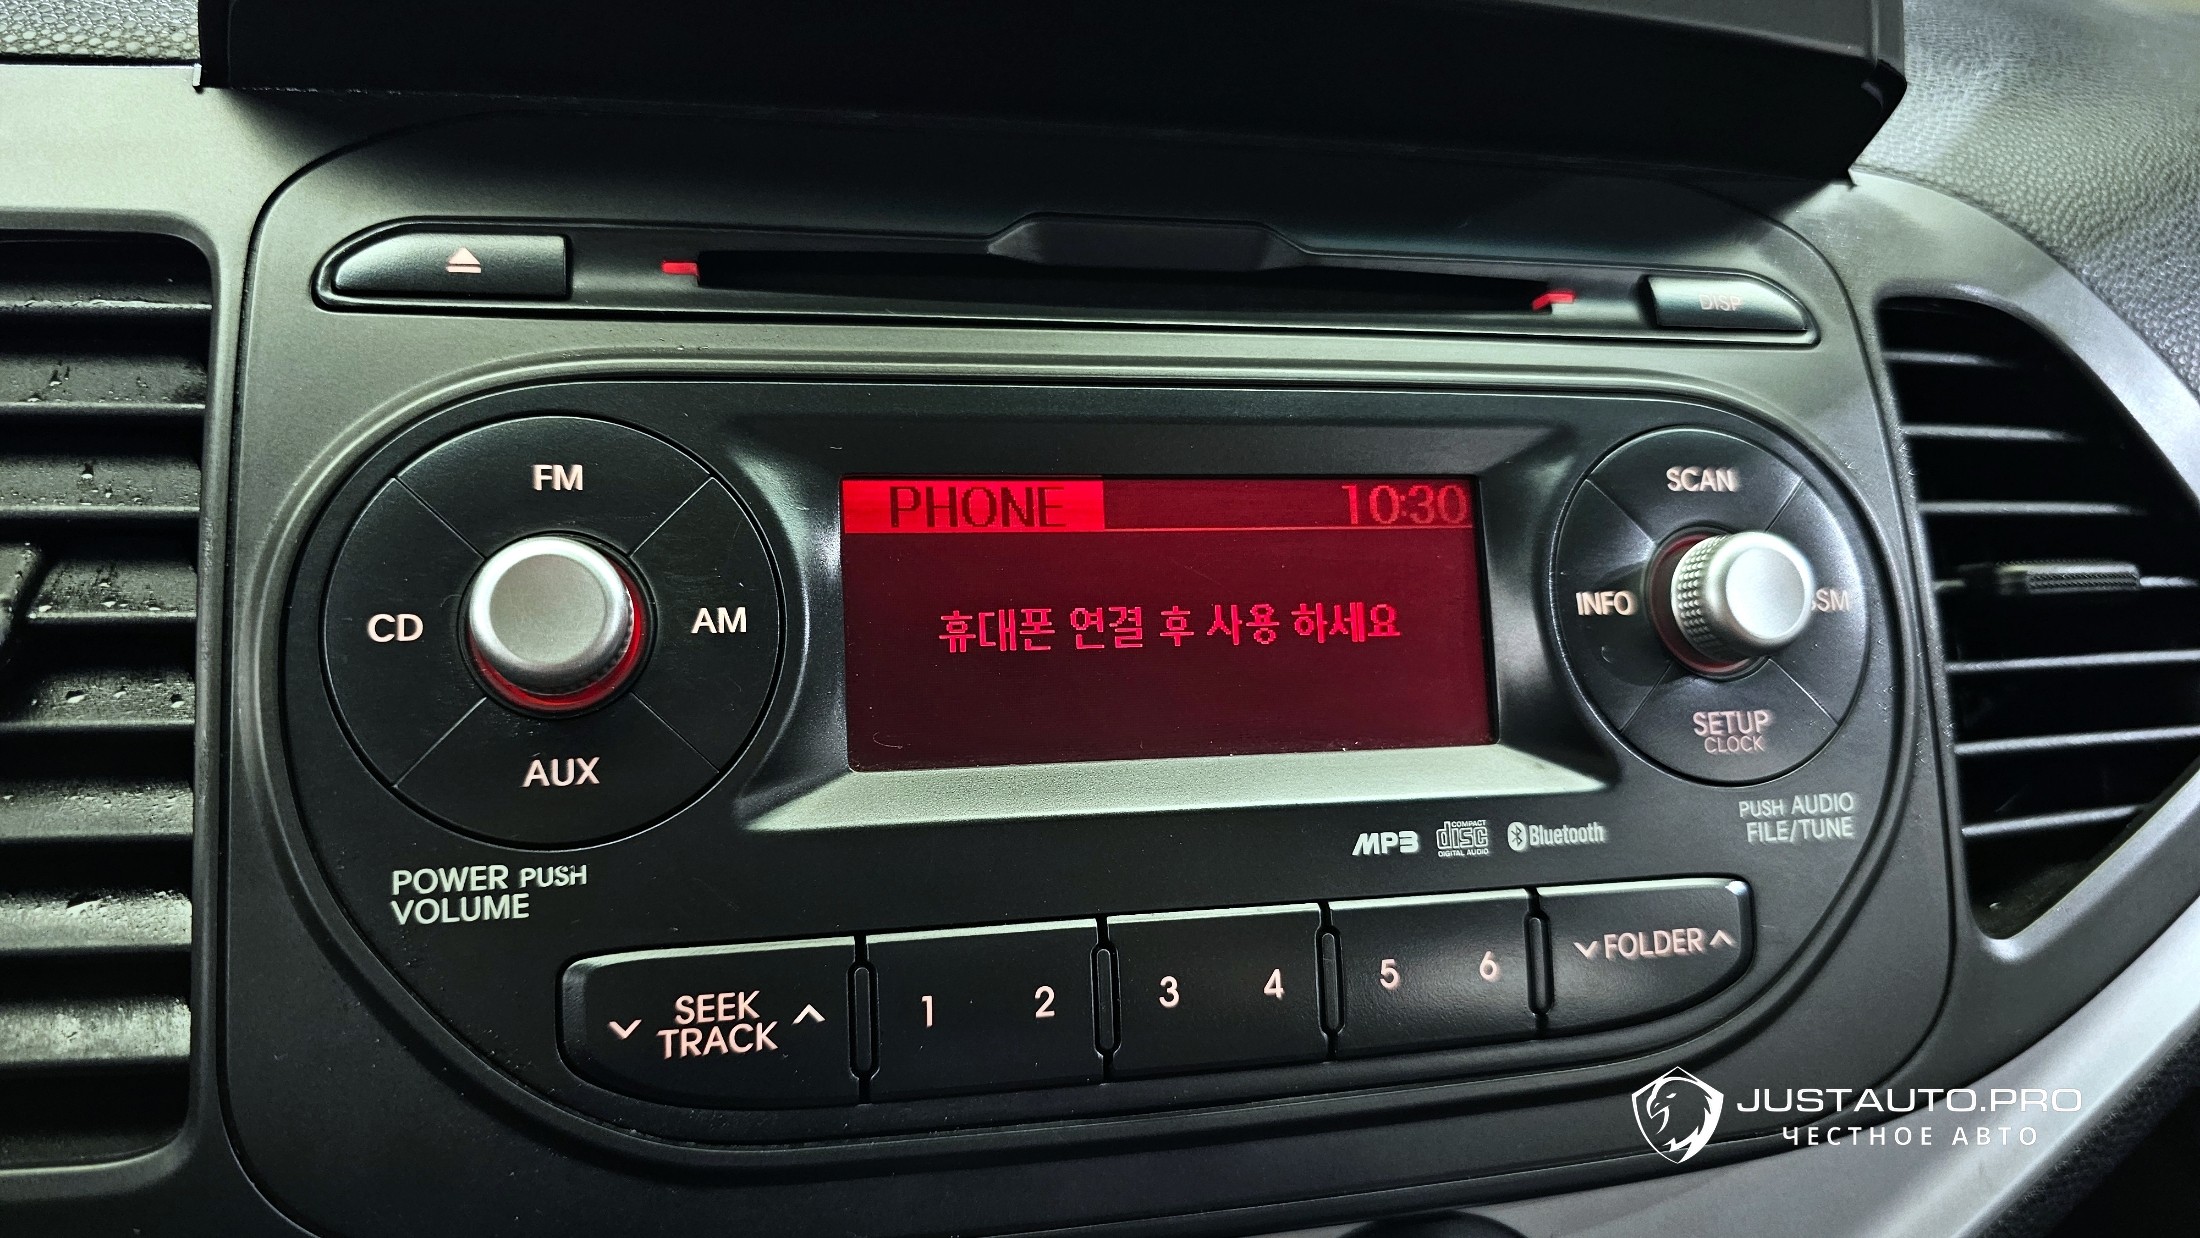 DISP
FM
CD
AM
AUX
PHONE 10:30
휴대폰 연결 후 사용 하세요
SCAN
INFO
SETUP
CLOCK
POWER PUSH
VOLUME
MP3 COMPACT disc DIGITAL AUDIO Bluetooth
PUSH AUDIO
FILE/TUNE
SEEK
TRACK
1 2 3 4 5 6
FOLDER
JUSTAUTO.PRO
ЧЕСТНОЕ АВТО